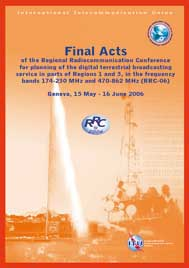 International Telecommunication Union
Final Acts
of the Regional Radiocommunication Conference
for planning of the digital terrestrial broadcasting
service in parts of Regions 1 and 3, in the frequency
bands 174-230 MHz and 470-862 MHz (RRC-06)
Geneva, 15 May - 16 June 2006
RRC